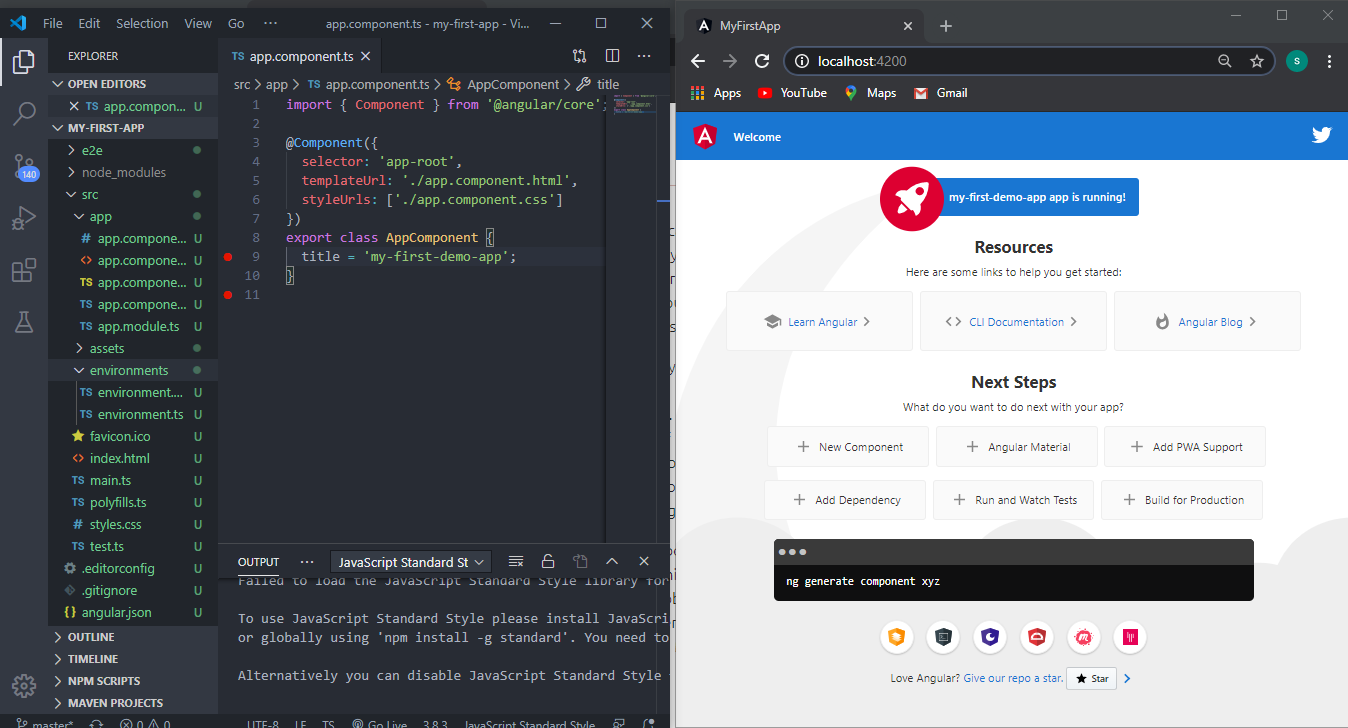 File Edit Selection View Go ··· app.component.ts - my-first-app - Vi...
EXPLORER
OPEN EDITORS
TS app.compon... U
MY-FIRST-APP
e2e
node_modules
140
src
app
# app.compone... U
<> app.compone... U
TS app.compone... U
TS app.compone... U
TS app.module.ts U
assets
environments
TS environment.... U
TS environment.ts U
favicon.ico U
<> index.html U
TS main.ts U
TS polyfills.ts U
# styles.css U
TS test.ts U
.editorconfig U
.gitignore U
{} angular.json U
OUTLINE
TIMELINE
NPM SCRIPTS
MAVEN PROJECTS
TS app.component.ts
src > app > TS app.component.ts > AppComponent > title
1 import { Component } from '@angular/core';
2
3 @Component({
4 selector: 'app-root',
5 templateUrl: './app.component.html',
6 styleUrls: ['./app.component.css']
7 })
8 export class AppComponent {
9 title = 'my-first-demo-app';
10 }
11
OUTPUT ··· JavaScript Standard St
Failed to load the JavaScript Standard Style library for
To use JavaScript Standard Style please install JavaScri
or globally using 'npm install -g standard'. You need to
Alternatively you can disable JavaScript Standard Style
master* 0 0 UTF-8 LF TS Go Live 3.8.3 JavaScript Standard Style
MyFirstApp
localhost:4200
S
Apps YouTube Maps Gmail
A Welcome
my-first-demo-app app is running!
Resources
Here are some links to help you get started:
Learn Angular
CLI Documentation
Angular Blog
Next Steps
What do you want to do next with your app?
New Component
Angular Material
Add PWA Support
Add Dependency
Run and Watch Tests
Build for Production
ng generate component xyz
Love Angular? Give our repo a star. Star